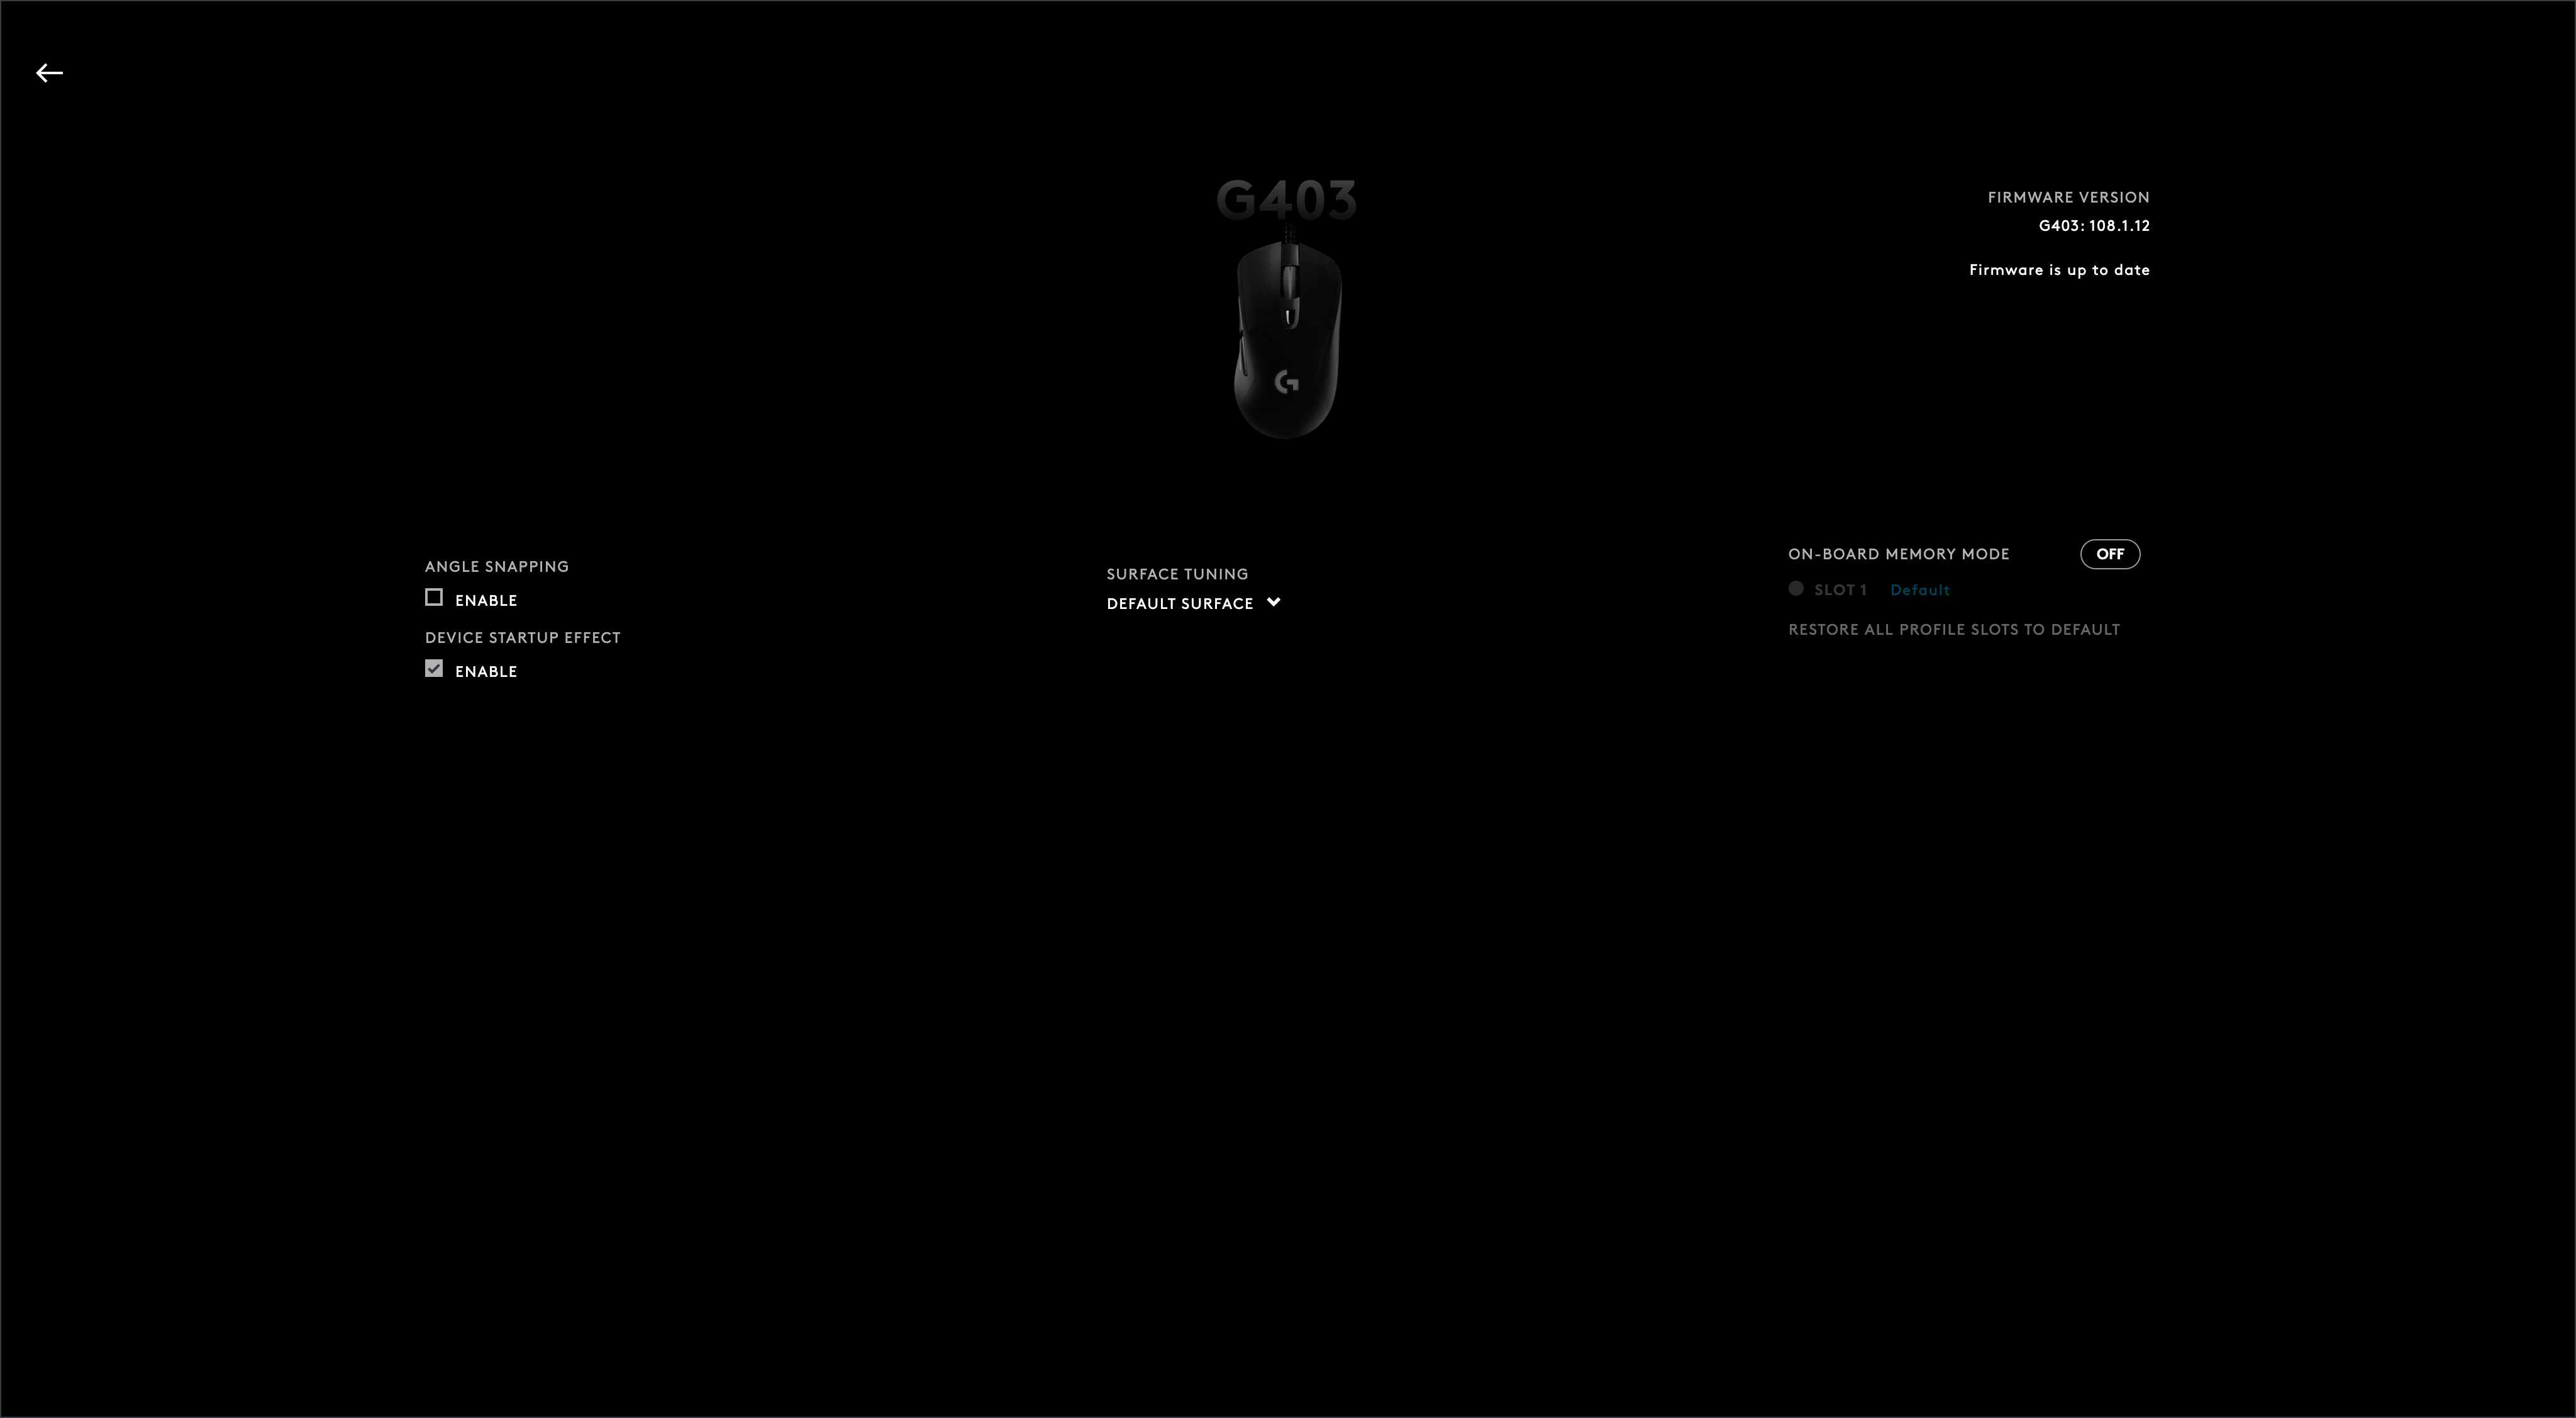 G403
FIRMWARE VERSION
G403: 108.1.12
Firmware is up to date
ANGLE SNAPPING
ENABLE
DEVICE STARTUP EFFECT
ENABLE
SURFACE TUNING
DEFAULT SURFACE
ON-BOARD MEMORY MODE OFF
SLOT 1 Default
RESTORE ALL PROFILE SLOTS TO DEFAULT